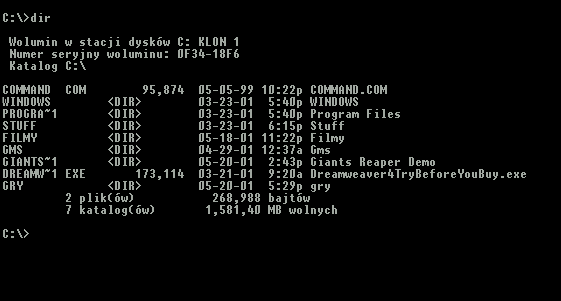 C:\>dir
Wolumin w stacji dysków C: KLON 1
Numer seryjny woluminu: 0F34-18F6
Katalog C:\
COMMAND COM 95,874 05-05-99 10:22p COMMAND.COM
WINDOWS <DIR> 03-23-01 5:40p WINDOWS
PROGRA~1 <DIR> 03-23-01 5:40p Program Files
STUFF <DIR> 03-23-01 6:15p Stuff
FILMY <DIR> 05-18-01 11:22p Filmy
GMS <DIR> 04-29-01 12:37a Gms
GIANTS~1 <DIR> 05-20-01 2:43p Giants Reaper Demo
DREAMW~1 EXE 173,114 03-21-01 9:20a Dreamweaver4TryBeforeYouBuy.exe
GRY <DIR> 05-20-01 5:29p gry
2 plik(ów) 268,988 bajtów
7 katalog(ów) 1,581,40 MB wolnych
C:\>